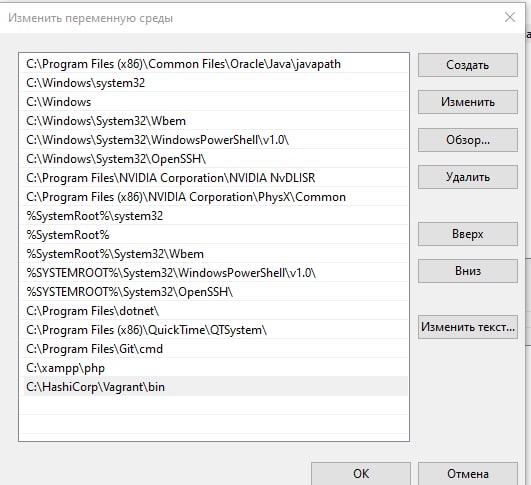 Изменить переменную среды
C:\Program Files (x86)\Common Files\Oracle\Java\javapath
C:\Windows\system32
C:\Windows
C:\Windows\System32\Wbem
C:\Windows\System32\WindowsPowerShell\v1.0\
C:\Windows\System32\OpenSSH\
C:\Program Files\NVIDIA Corporation\NVIDIA NvDLISR
C:\Program Files (x86)\NVIDIA Corporation\PhysX\Common
%SystemRoot%\system32
%SystemRoot%
%SystemRoot%\System32\Wbem
%SYSTEMROOT%\System32\WindowsPowerShell\v1.0\
%SYSTEMROOT%\System32\OpenSSH\
C:\Program Files\dotnet\
C:\Program Files (x86)\QuickTime\QTSystem\
C:\Program Files\Git\cmd
C:\xampp\php
C:\HashiCorp\Vagrant\bin
Создать
Изменить
Обзор...
Удалить
Вверх
Вниз
Изменить текст...
ОК
Отмена